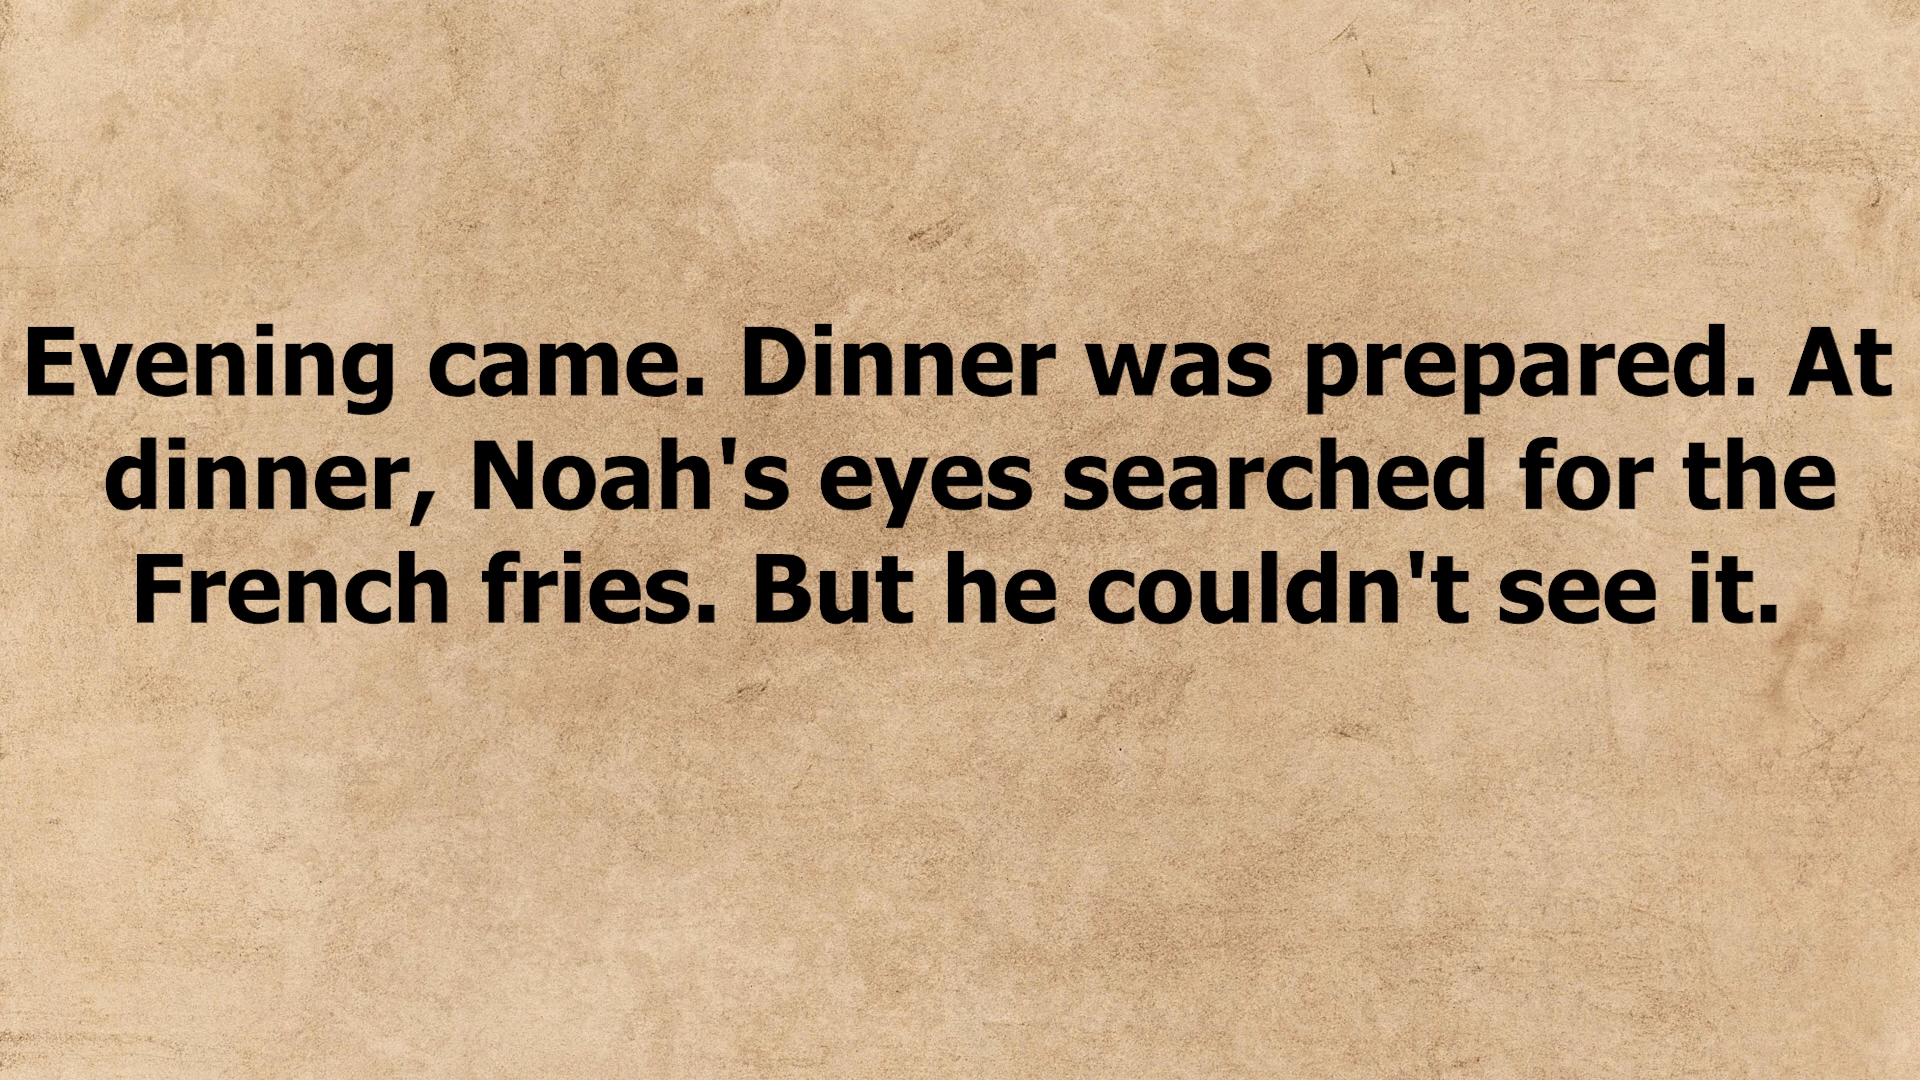 Evening came. Dinner was prepared. At
dinner, Noah's eyes searched for the
French fries. But he couldn't see it.